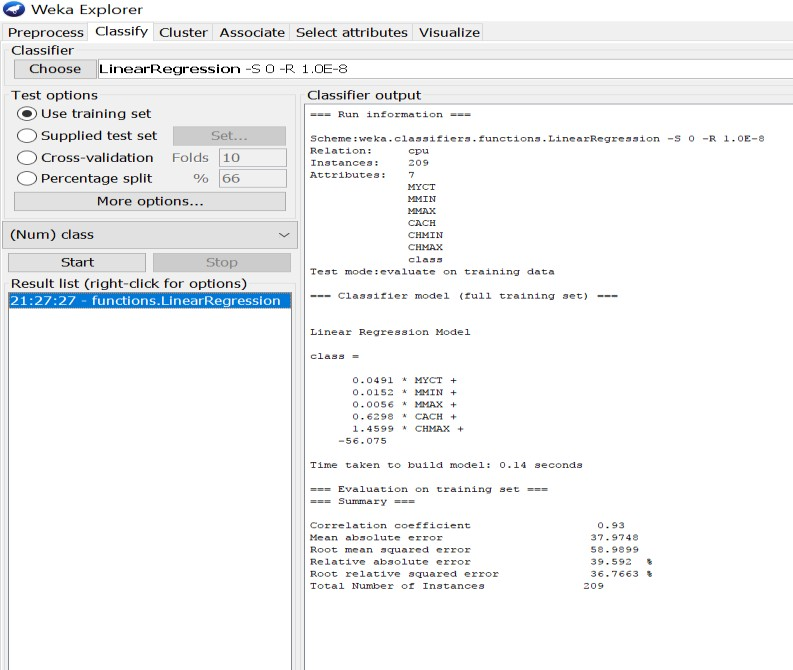 Weka Explorer
Preprocess Classify Cluster Associate Select attributes Visualize
Classifier
Choose LinearRegression -S 0 -R 1.0E-8
Test options
Use training set
Supplied test set Set...
Cross-validation Folds 10
Percentage split % 66
More options...
(Num) class
Start Stop
Result list (right-click for options)
21:27:27 - functions.LinearRegression
Classifier output
=== Run information ===
Scheme:weka.classifiers.functions.LinearRegression -S 0 -R 1.0E-8
Relation: cpu
Instances: 209
Attributes: 7
MYCT
MMIN
MMAX
CACH
CHMIN
CHMAX
class
Test mode:evaluate on training data
=== Classifier model (full training set) ===
Linear Regression Model
class =
0.0491 * MYCT +
0.0152 * MMIN +
0.0056 * MMAX +
0.6298 * CACH +
1.4599 * CHMAX +
-56.075
Time taken to build model: 0.14 seconds
=== Evaluation on training set ===
=== Summary ===
Correlation coefficient 0.93
Mean absolute error 37.9748
Root mean squared error 58.9899
Relative absolute error 39.592 %
Root relative squared error 36.7663 %
Total Number of Instances 209